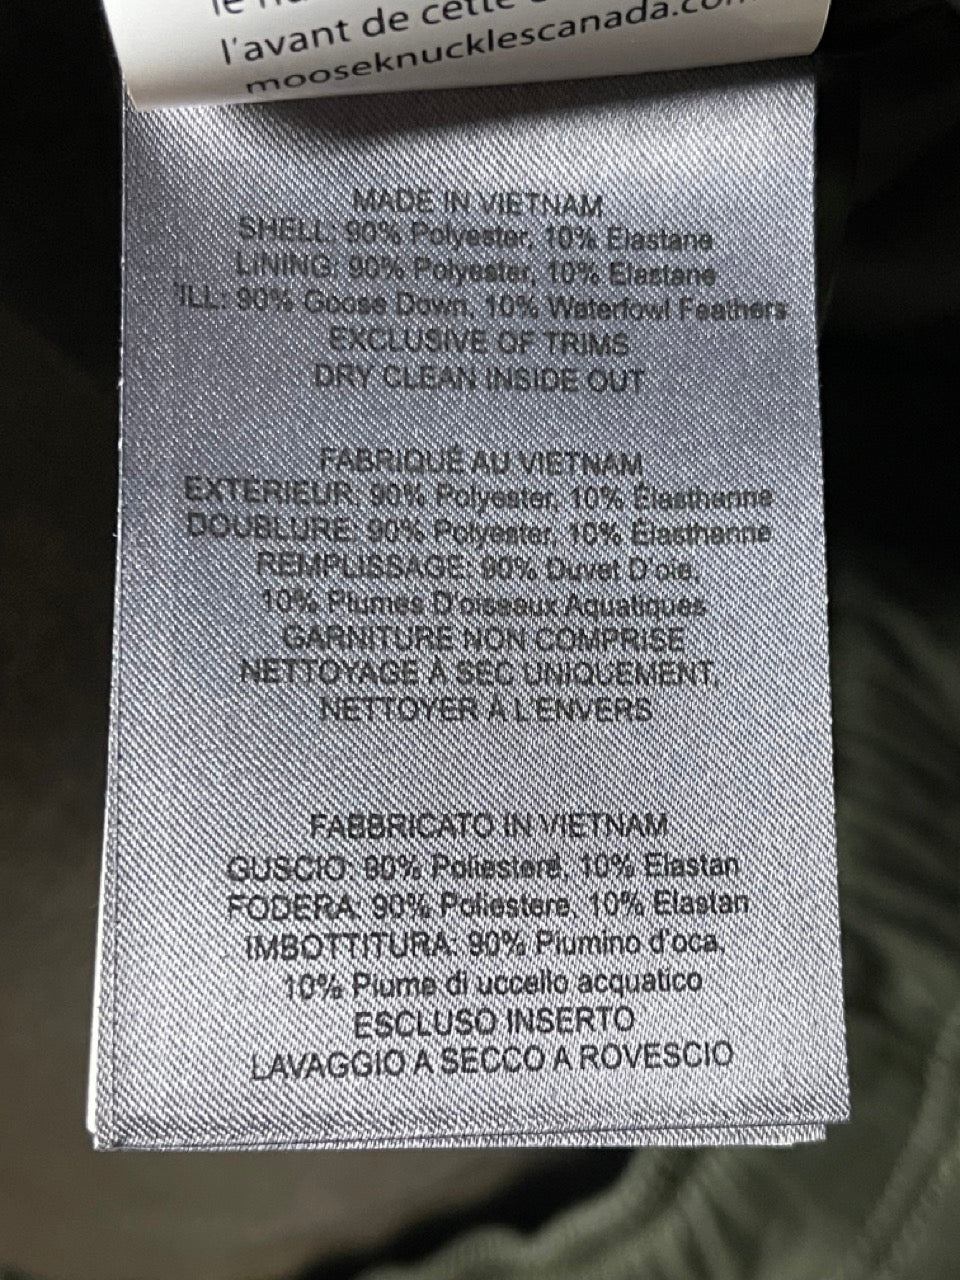 l'avant de cette
mooseknucklescanada.com
MADE IN VIETNAM
SHELL: 90% Polyester, 10% Elastane
LINING: 90% Polyester, 10% Elastane
ILL: 90% Goose Down, 10% Waterfowl Feathers
EXCLUSIVE OF TRIMS
DRY CLEAN INSIDE OUT
FABRIQUÉ AU VIETNAM
EXTÉRIEUR: 90% Polyester, 10% Élasthanne
DOUBLURE: 90% Polyester, 10% Élasthanne
REMPLISSAGE: 90% Duvet D'oie,
10% Plumes D'oiseaux Aquatiques
GARNITURE NON COMPRISE
NETTOYAGE À SEC UNIQUEMENT,
NETTOYER À L'ENVERS
FABBRICATO IN VIETNAM
GUSCIO: 90% Poliestere, 10% Elastan
FODERA: 90% Poliestere, 10% Elastan
IMBOTTITURA: 90% Piumino d'oca,
10% Piume di uccello acquatico
ESCLUSO INSERTO
LAVAGGIO A SECCO A ROVESCIO